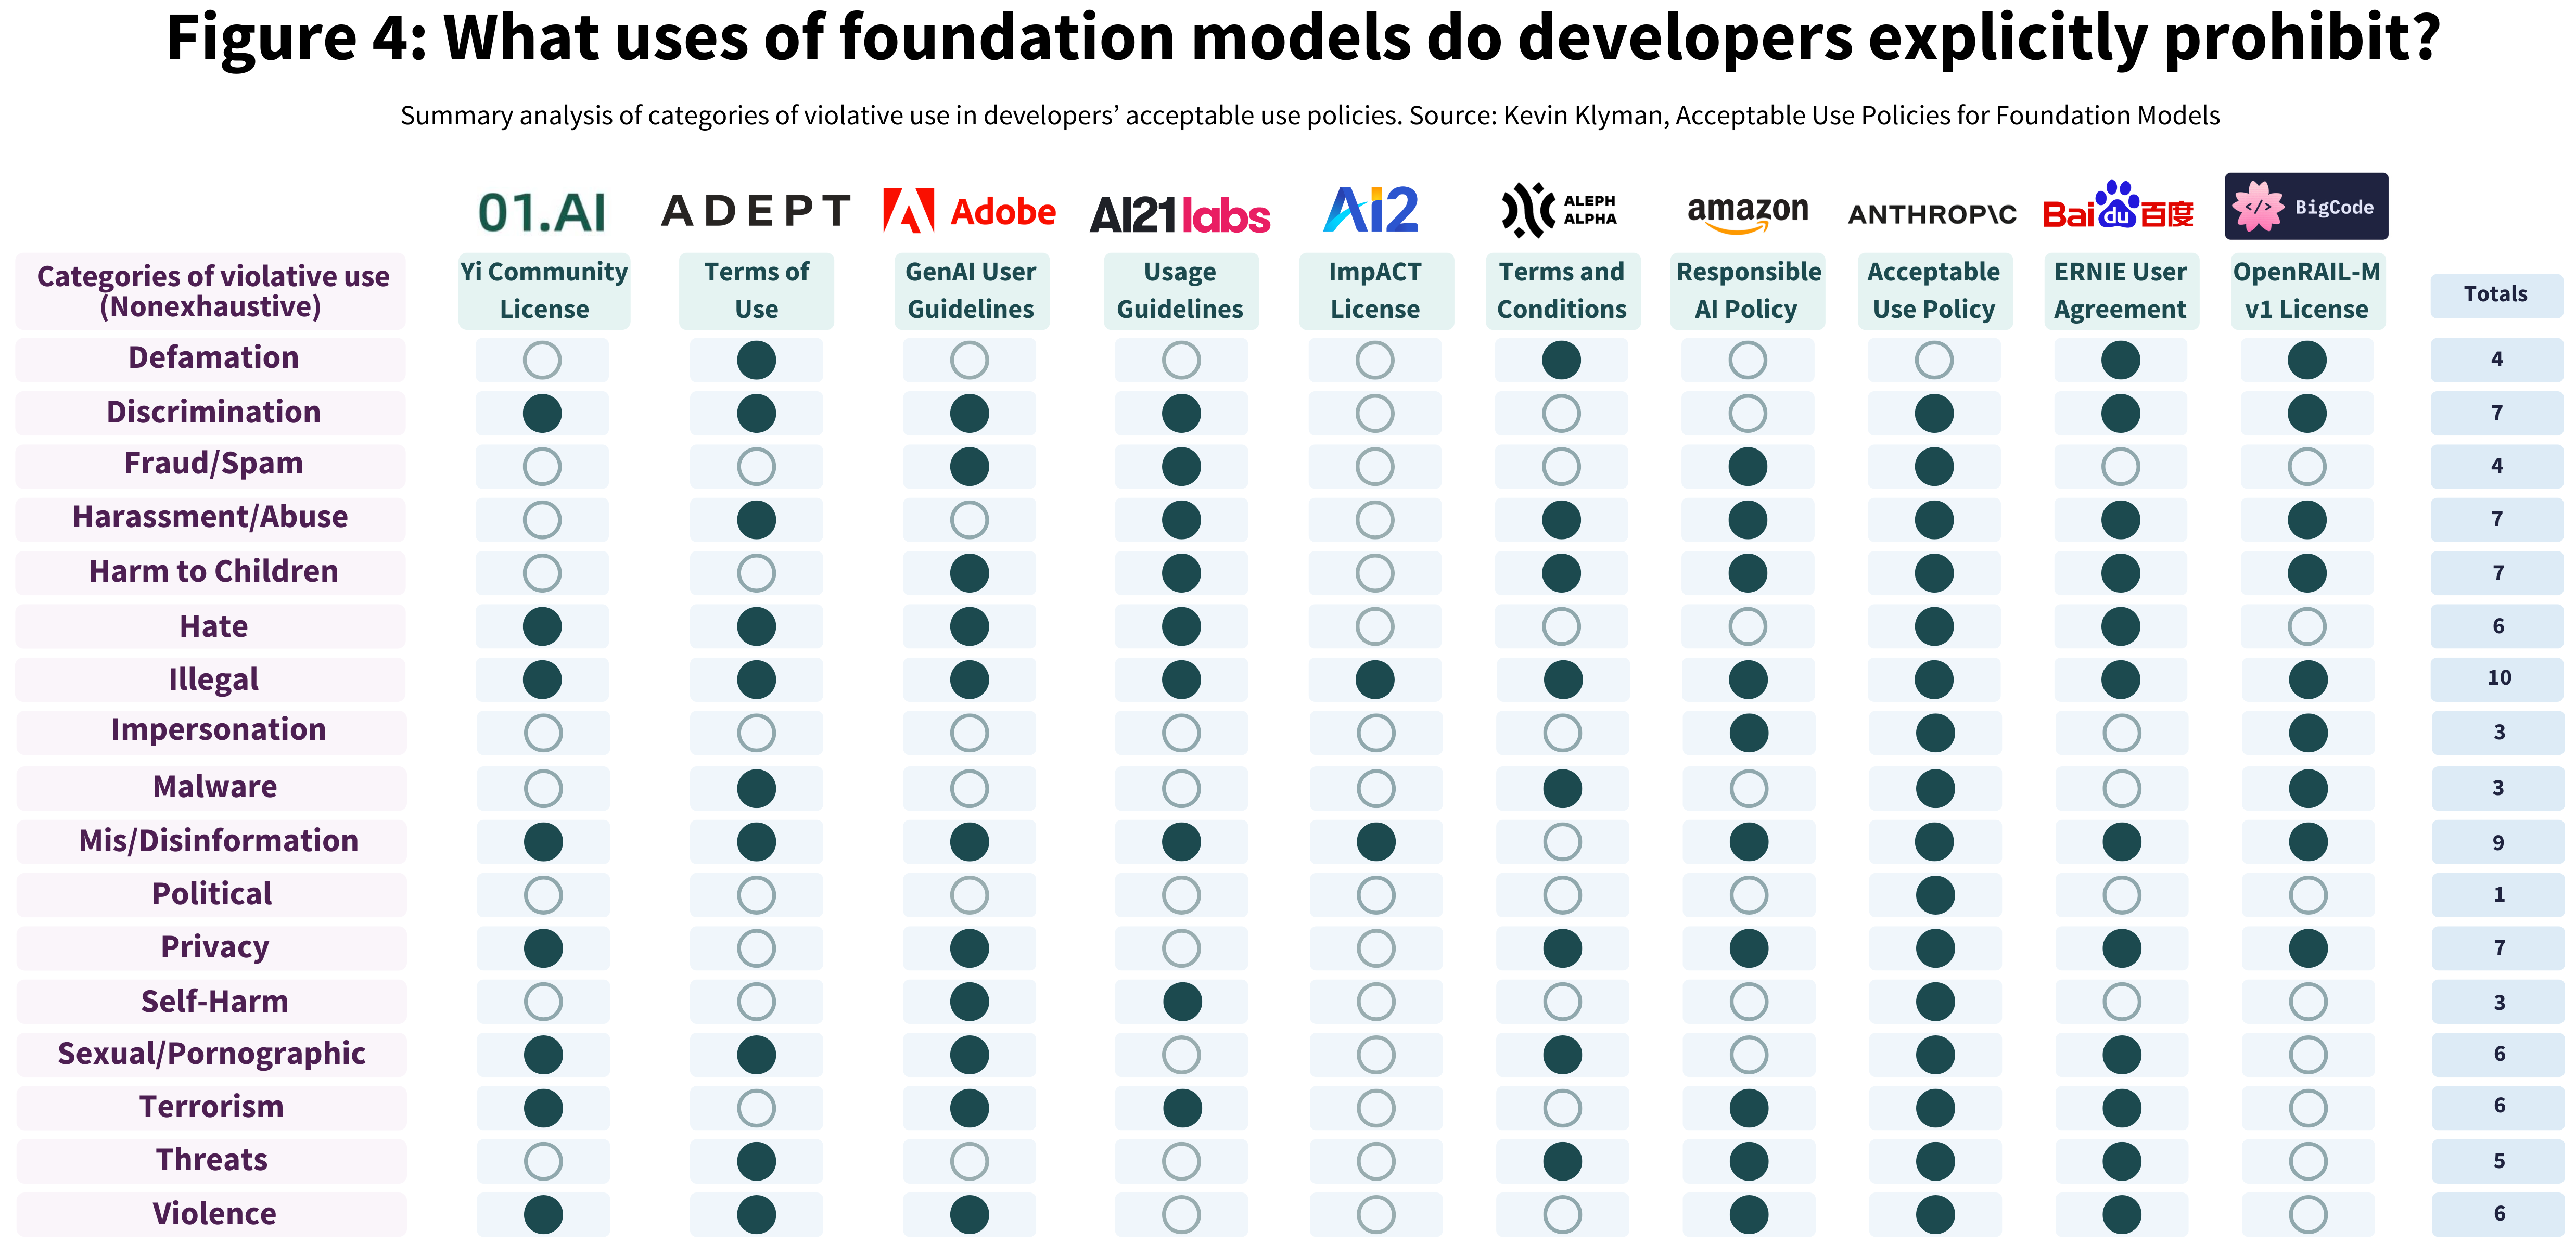 Figure 4: What uses of foundation models do developers explicitly prohibit?
Summary analysis of categories of violative use in developers’ acceptable use policies. Source: Kevin Klyman, Acceptable Use Policies for Foundation Models
01.AI ADEPT Adobe AI21labs Ai2 ALEPH ALPHA amazon ANTHROP\C Bai du 百度 </> BigCode
Categories of violative use (Nonexhaustive)
Yi Community License
Terms of Use
GenAI User Guidelines
Usage Guidelines
ImpACT License
Terms and Conditions
Responsible AI Policy
Acceptable Use Policy
ERNIE User Agreement
OpenRAIL-M v1 License
Totals
Defamation 4
Discrimination 7
Fraud/Spam 4
Harassment/Abuse 7
Harm to Children 7
Hate 6
Illegal 10
Impersonation 3
Malware 3
Mis/Disinformation 9
Political 1
Privacy 7
Self-Harm 3
Sexual/Pornographic 6
Terrorism 6
Threats 5
Violence 6